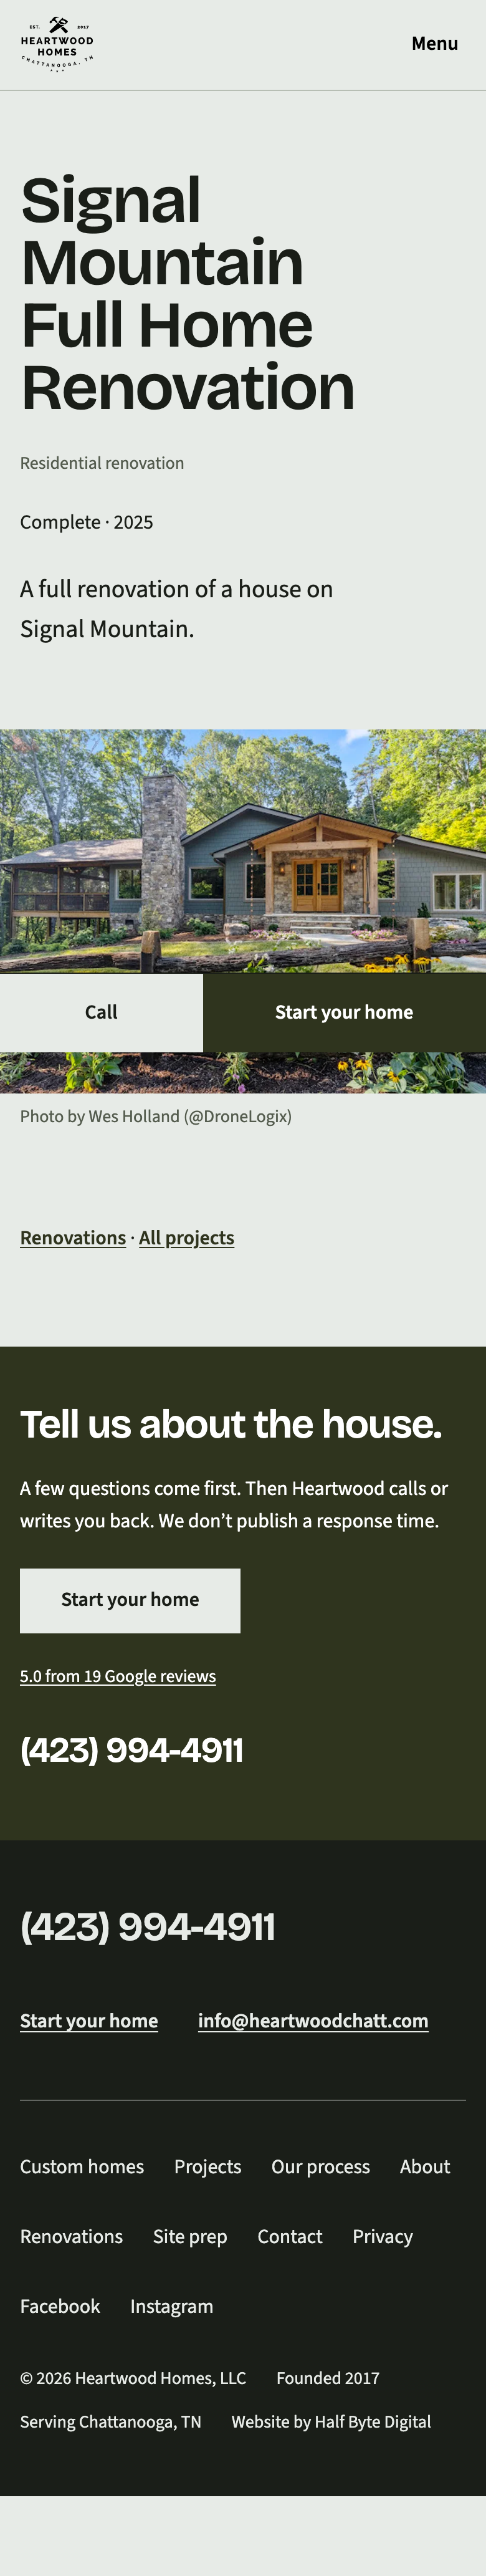 EST. 2017
HEARTWOOD
HOMES
CHATTANOOGA, TN
Menu
Signal
Mountain
Full Home
Renovation
Residential renovation
Complete · 2025
A full renovation of a house on
Signal Mountain.
Call
Start your home
Photo by Wes Holland (@DroneLogix)
Renovations · All projects
Tell us about the house.
A few questions come first. Then Heartwood calls or
writes you back. We don’t publish a response time.
Start your home
5.0 from 19 Google reviews
(423) 994-4911
(423) 994-4911
Start your home info@heartwoodchatt.com
Custom homes Projects Our process About
Renovations Site prep Contact Privacy
Facebook Instagram
© 2026 Heartwood Homes, LLC Founded 2017
Serving Chattanooga, TN Website by Half Byte Digital